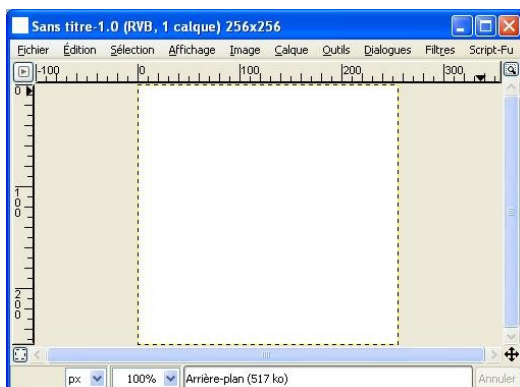 Sans titre-1.0 (RVB, 1 calque) 256x256
Fichier Édition Sélection Affichage Image Calque Outils Dialogues Filtres Script-Fu
-100 0 100 200 300
0
100
200
px 100% Arrière-plan (517 ko) Annuler